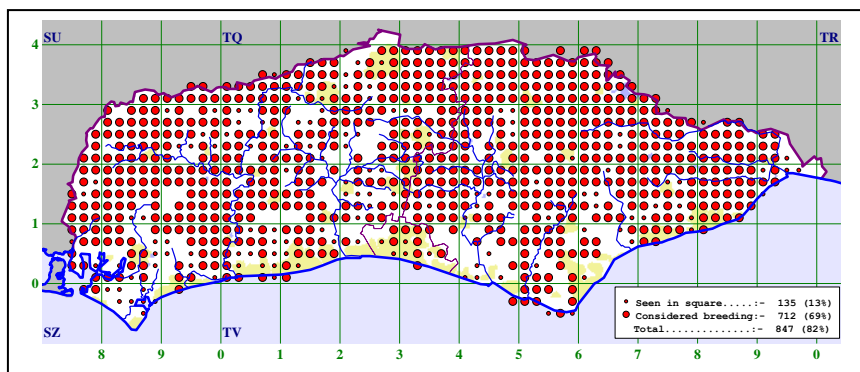 SU TQ TR
4
3
2
1
0
SZ TV
8 9 0 1 2 3 4 5 6 7 8 9 0
Seen in square.....:- 135 (13%)
Considered breeding:- 712 (69%)
Total..............:- 847 (82%)